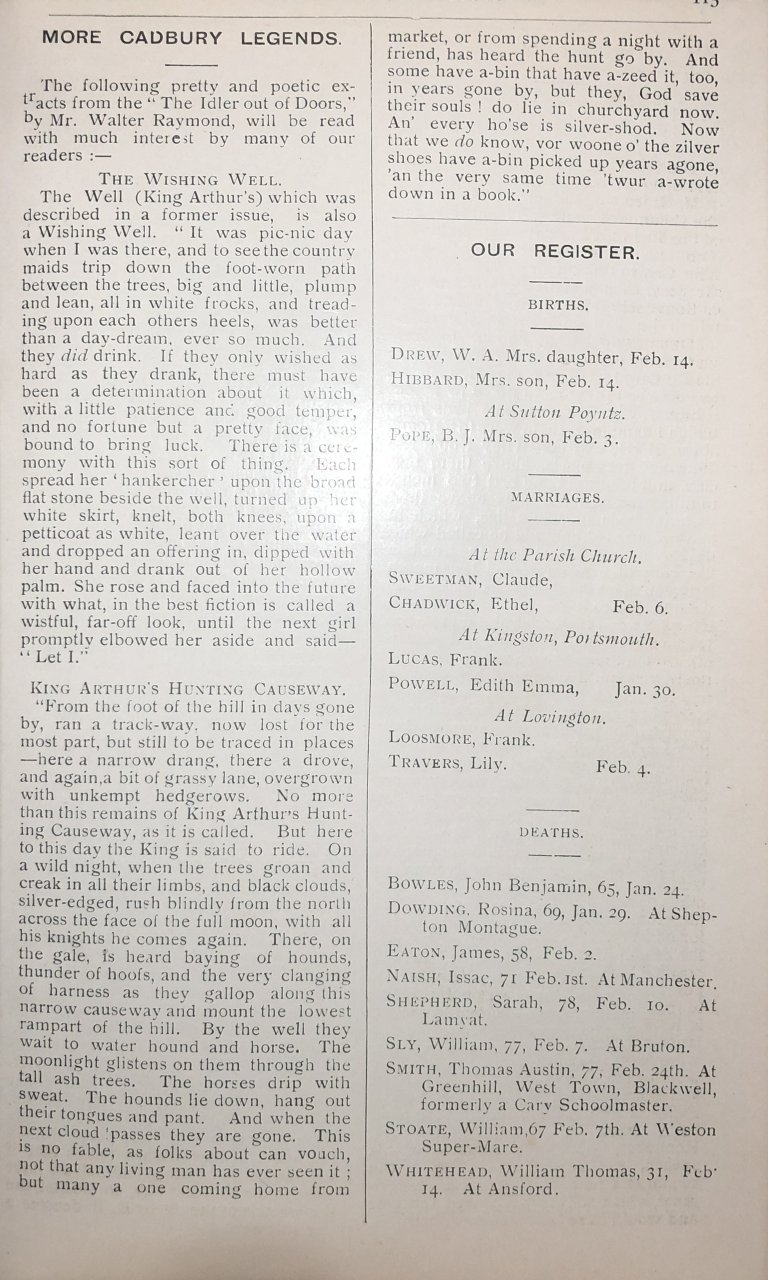 MORE CADBURY LEGENDS.
The following pretty and poetic ex-
tracts from the “ The Idler out of Doors,”
by Mr. Walter Raymond, will be read
with much interest by many of our
readers :—
THE WISHING WELL.
The Well (King Arthur's) which was
described in a former issue, is also
a Wishing Well. “ It was pic-nic day
when I was there, and to see the country
maids trip down the foot-worn path
between the trees, big and little, plump
and lean, all in white frocks, and tread-
ing upon each others heels, was better
than a day-dream, ever so much. And
they did drink. If they only wished as
hard as they drank, there must have
been a determination about it which,
with a little patience and good temper,
and no fortune but a pretty face, was
bound to bring luck. There is a cere-
mony with this sort of thing. Each
spread her ‘ hankercher ’ upon the broad
flat stone beside the well, turned up her
white skirt, knelt, both knees, upon a
petticoat as white, leant over the water
and dropped an offering in, dipped with
her hand and drank out of her hollow
palm. She rose and faced into the future
with what, in the best fiction is called a
wistful, far-off look, until the next girl
promptly elbowed her aside and said—
“ Let I.”
KING ARTHUR'S HUNTING CAUSEWAY.
“From the foot of the hill in days gone
by, ran a track-way, now lost for the
most part, but still to be traced in places
—here a narrow drang, there a drove,
and again,a bit of grassy lane, overgrown
with unkempt hedgerows. No more
than this remains of King Arthur's Hunt-
ing Causeway, as it is called. But here
to this day the King is said to ride. On
a wild night, when the trees groan and
creak in all their limbs, and black clouds,
silver-edged, rush blindly from the north
across the face of the full moon, with all
his knights he comes again. There, on
the gale, is heard baying of hounds,
thunder of hoofs, and the very clanging
of harness as they gallop along this
narrow causeway and mount the lowest
rampart of the hill. By the well they
wait to water hound and horse. The
moonlight glistens on them through the
tall ash trees. The horses drip with
sweat. The hounds lie down, hang out
their tongues and pant. And when the
next cloud passes they are gone. This
is no fable, as folks about can vouch,
not that any living man has ever seen it ;
but many a one coming home from
market, or from spending a night with a
friend, has heard the hunt go by. And
some have a-bin that have a-zeed it, too,
in years gone by, but they, God save
their souls ! do lie in churchyard now.
An' every ho'se is silver-shod. Now
that we do know, vor woone o' the zilver
shoes have a-bin picked up years agone,
'an the very same time 'twur a-wrote
down in a book.”
OUR REGISTER.
BIRTHS.
DREW, W. A. Mrs. daughter, Feb. 14.
HIBBARD, Mrs. son, Feb. 14.
At Sutton Poyntz.
POPE, B. J. Mrs. son, Feb. 3.
MARRIAGES.
At the Parish Church.
SWEETMAN, Claude,
CHADWICK, Ethel, Feb. 6.
At Kingston, Portsmouth.
LUCAS, Frank.
POWELL, Edith Emma, Jan. 30.
At Lovington.
LOOSMORE, Frank.
TRAVERS, Lily. Feb. 4.
DEATHS.
BOWLES, John Benjamin, 65, Jan. 24.
DOWDING, Rosina, 69, Jan. 29. At Shep-
ton Montague.
EATON, James, 58, Feb. 2.
NAISH, Issac, 71 Feb. 1st. At Manchester.
SHEPHERD, Sarah, 78, Feb. 10. At
Lamyat.
SLY, William, 77, Feb. 7. At Bruton.
SMITH, Thomas Austin, 77, Feb. 24th. At
Greenhill, West Town, Blackwell,
formerly a Cary Schoolmaster.
STOATE, William,67 Feb. 7th. At Weston
Super-Mare.
WHITEHEAD, William Thomas, 31, Feb.
14. At Ansford.